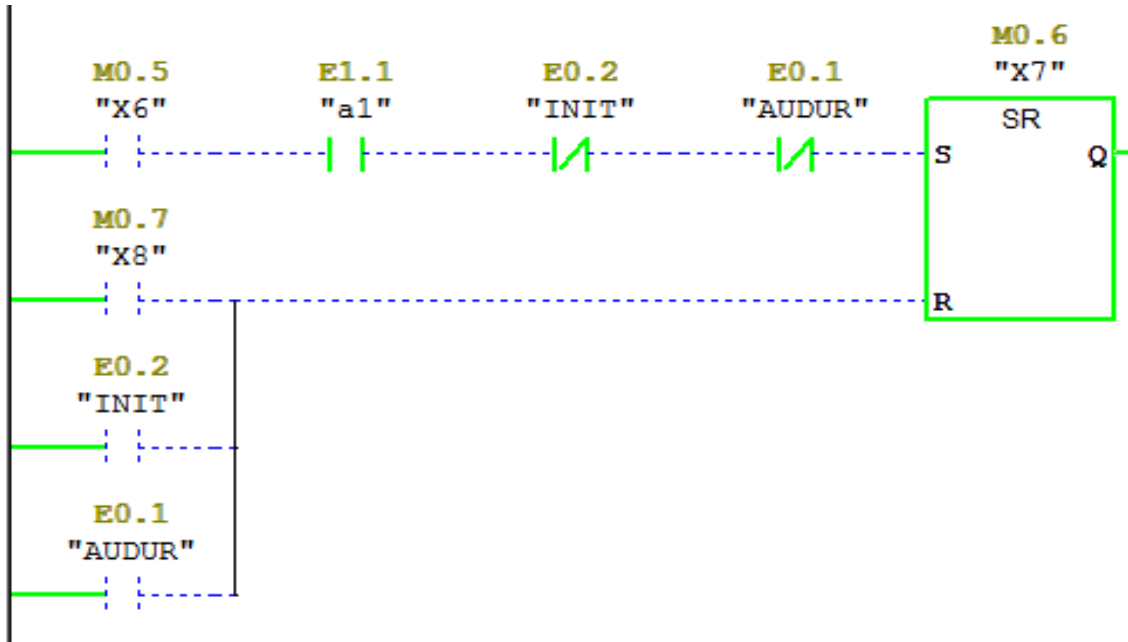 M0.6
"X7"
M0.5 E1.1 E0.2 E0.1
"X6" "a1" "INIT" "AUDUR"
SR
S Q
M0.7
"X8"
R
E0.2
"INIT"
E0.1
"AUDUR"